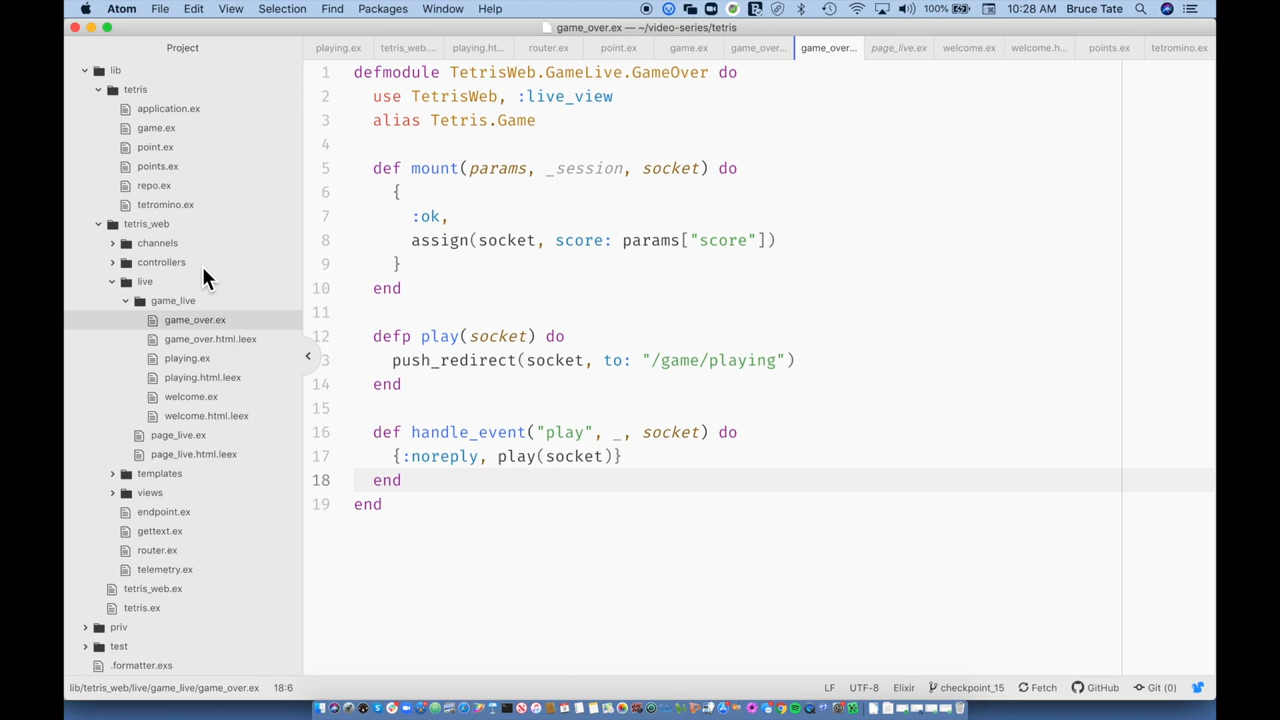 Atom File Edit View Selection Find Packages Window Help 100% 10:28 AM Bruce Tate
game_over.ex — ~/video-series/tetris
Project
playing.ex tetris_web.... playing.ht... router.ex point.ex game.ex game_over... game_over... page_live.ex welcome.ex welcome.h... points.ex tetromino.ex
lib
tetris
application.ex
game.ex
point.ex
points.ex
repo.ex
tetromino.ex
tetris_web
channels
controllers
live
game_live
game_over.ex
game_over.html.leex
playing.ex
playing.html.leex
welcome.ex
welcome.html.leex
page_live.ex
page_live.html.leex
templates
views
endpoint.ex
gettext.ex
router.ex
telemetry.ex
tetris_web.ex
tetris.ex
priv
test
.formatter.exs
1 defmodule TetrisWeb.GameLive.GameOver do
2 use TetrisWeb, :live_view
3 alias Tetris.Game
4
5 def mount(params, _session, socket) do
6 {
7 :ok,
8 assign(socket, score: params["score"])
9 }
10 end
11
12 defp play(socket) do
3 push_redirect(socket, to: "/game/playing")
14 end
15
16 def handle_event("play", _, socket) do
17 {:noreply, play(socket)}
18 end
19 end
lib/tetris_web/live/game_live/game_over.ex 18:6 LF UTF-8 Elixir checkpoint_15 Fetch GitHub Git (0)